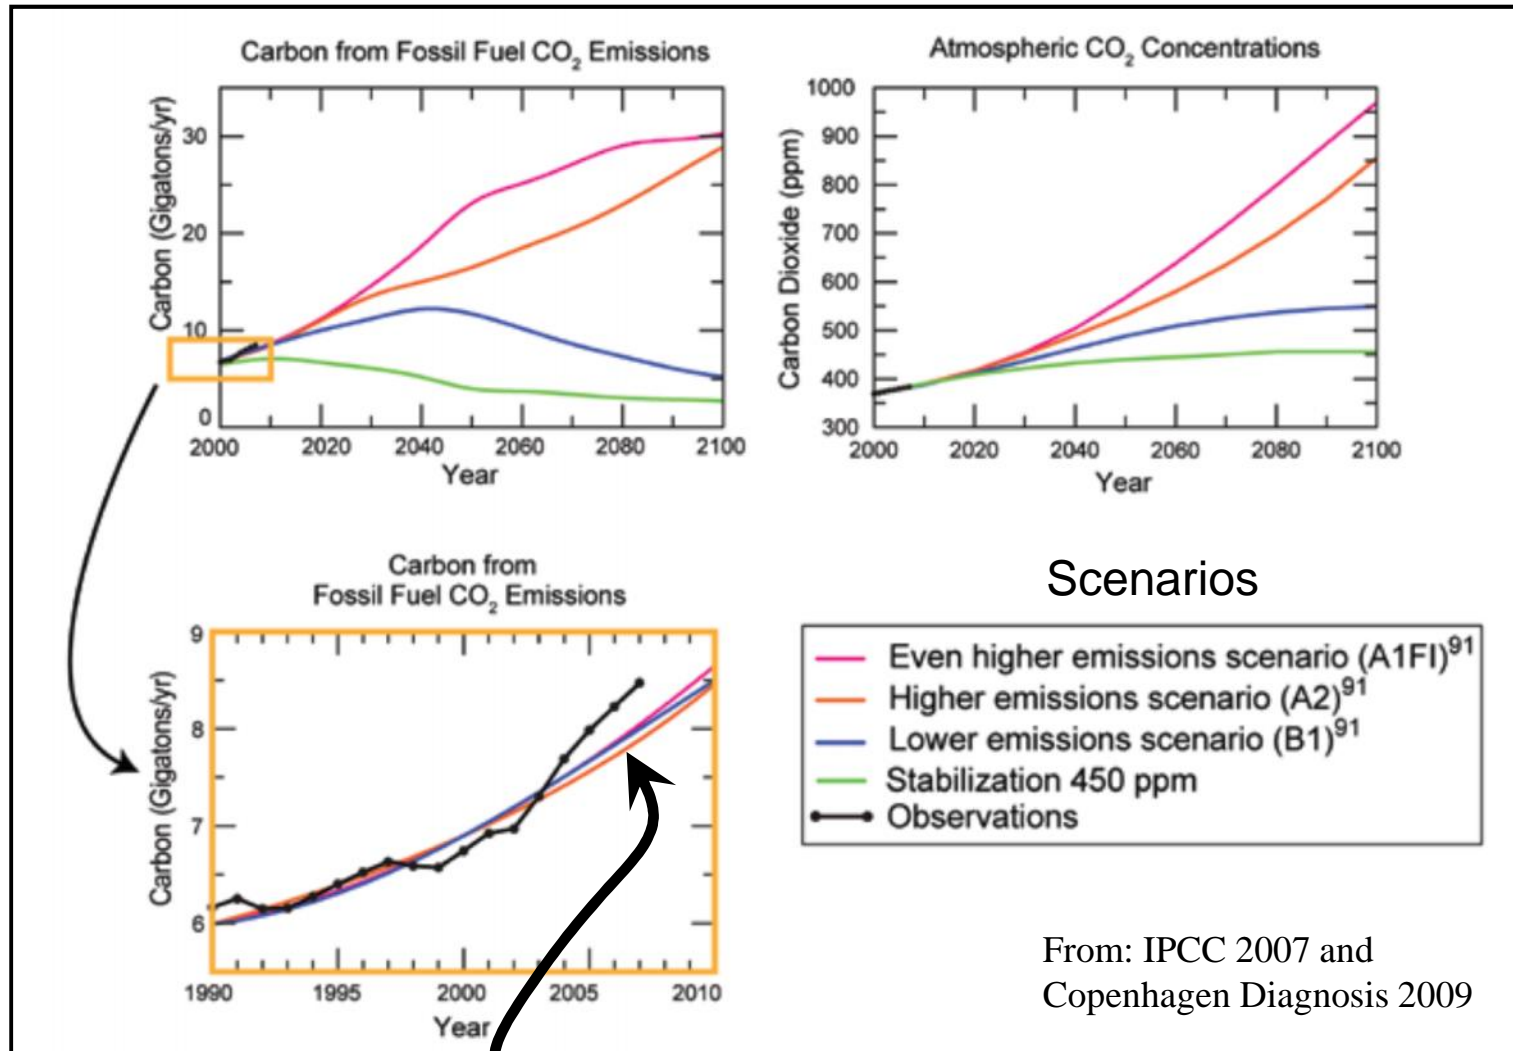 Carbon from Fossil Fuel CO₂ Emissions
Carbon (Gigatons/yr)
30
20
10
0
2000 2020 2040 2060 2080 2100
Year
Atmospheric CO₂ Concentrations
Carbon Dioxide (ppm)
1000
900
800
700
600
500
400
300
2000 2020 2040 2060 2080 2100
Year
Carbon from
Fossil Fuel CO₂ Emissions
Carbon (Gigatons/yr)
9
8
7
6
1990 1995 2000 2005 2010
Year
Scenarios
Even higher emissions scenario (A1FI)⁹¹
Higher emissions scenario (A2)⁹¹
Lower emissions scenario (B1)⁹¹
Stabilization 450 ppm
Observations
From: IPCC 2007 and
Copenhagen Diagnosis 2009